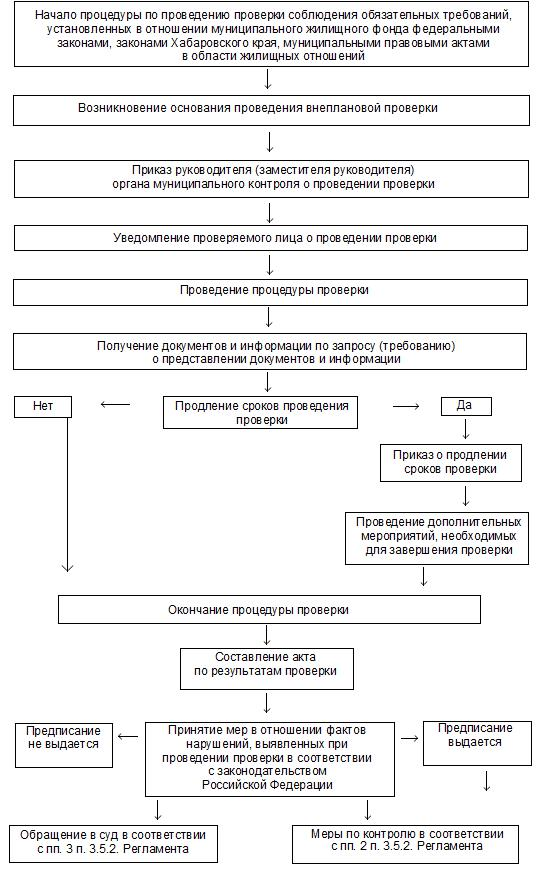 Начало процедуры по проведению проверки соблюдения обязательных требований,
установленных в отношении муниципального жилищного фонда федеральными
законами, законами Хабаровского края, муниципальными правовыми актами
в области жилищных отношений
Возникновение основания проведения внеплановой проверки
Приказ руководителя (заместителя руководителя)
органа муниципального контроля о проведении проверки
Уведомление проверяемого лица о проведении проверки
Проведение процедуры проверки
Получение документов и информации по запросу (требованию)
о представлении документов и информации
Нет
Продление сроков проведения
проверки
Да
Приказ о продлении
сроков проверки
Проведение дополнительных
мероприятий, необходимых
для завершения проверки
Окончание процедуры проверки
Составление акта
по результатам проверки
Предписание
не выдается
Принятие мер в отношении фактов
нарушений, выявленных при
проведении проверки в соответствии
с законодательством
Российской Федерации
Предписание
выдается
Обращение в суд в соответствии
с пп. 3 п. 3.5.2. Регламента
Меры по контролю в соответствии
с пп. 2 п. 3.5.2. Регламента